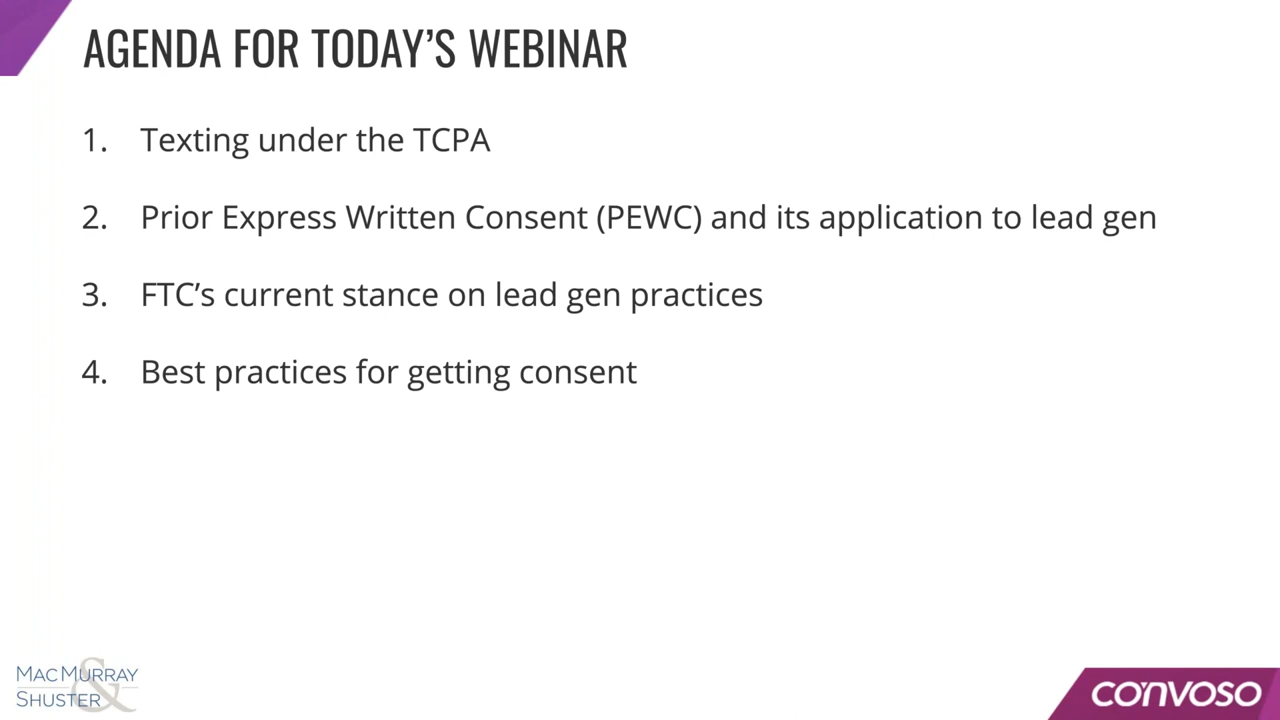 AGENDA FOR TODAY’S WEBINAR
1. Texting under the TCPA
2. Prior Express Written Consent (PEWC) and its application to lead gen
3. FTC’s current stance on lead gen practices
4. Best practices for getting consent
MACMURRAY
&
SHUSTER
CONVOSO